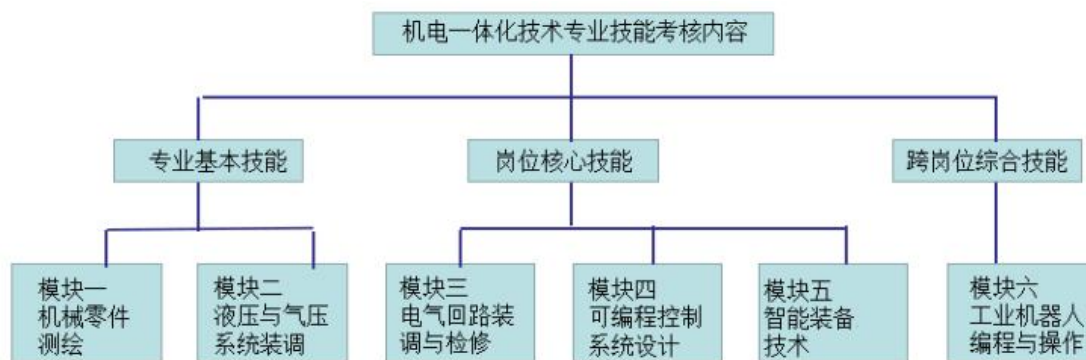 机电一体化技术专业技能考核内容
专业基本技能
岗位核心技能
跨岗位综合技能
模块一
机械零件
测绘
模块二
液压与气压
系统装调
模块三
电气回路装
调与检修
模块四
可编程控制
系统设计
模块五
智能装备
技术
模块六
工业机器人
编程与操作